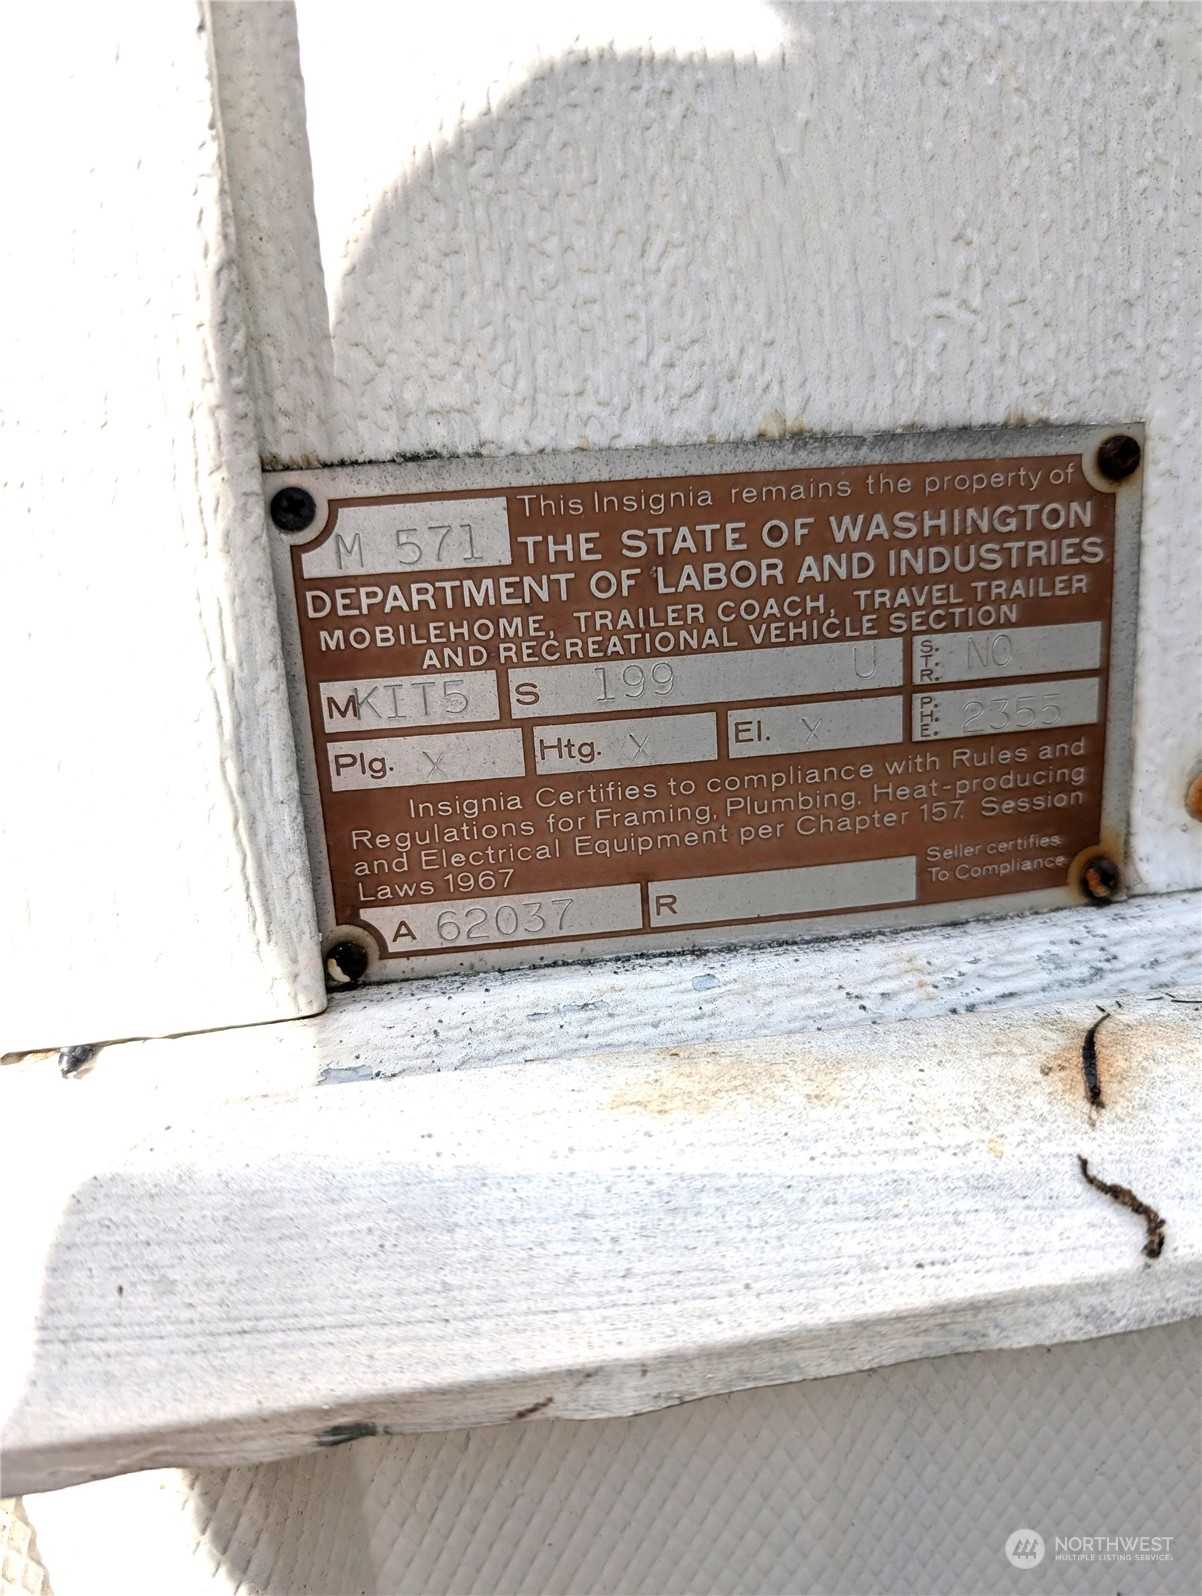 This Insignia remains the property of
M 571
THE STATE OF WASHINGTON
DEPARTMENT OF LABOR AND INDUSTRIES
MOBILEHOME, TRAILER COACH, TRAVEL TRAILER
AND RECREATIONAL VEHICLE SECTION
M KIT5 S 199 U S.T.R. NO
Plg. X Htg. X El. X P.H.E. 2355
Insignia Certifies to compliance with Rules and
Regulations for Framing, Plumbing, Heat-producing
and Electrical Equipment per Chapter 157, Session
Laws 1967
Seller certifies
To Compliance
A 62037 R
NORTHWEST
MULTIPLE LISTING SERVICE